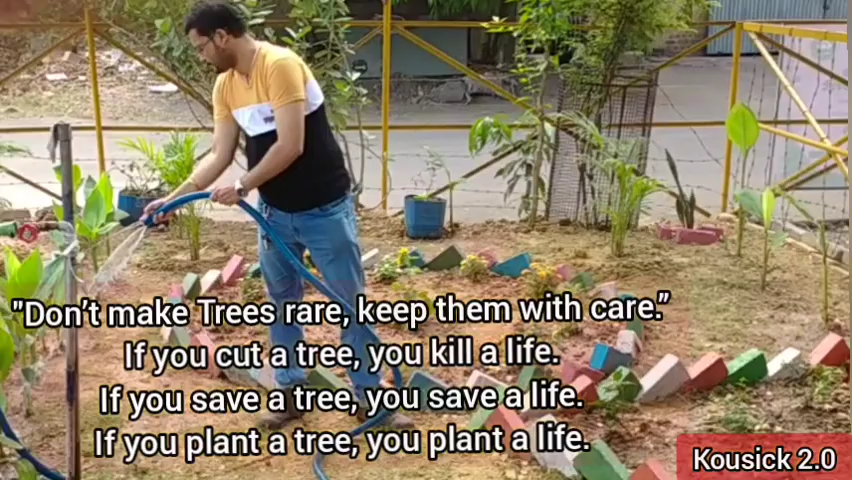 "Don't make Trees rare, keep them with care."
If you cut a tree, you kill a life.
If you save a tree, you save a life.
If you plant a tree, you plant a life.
Kousick 2.0